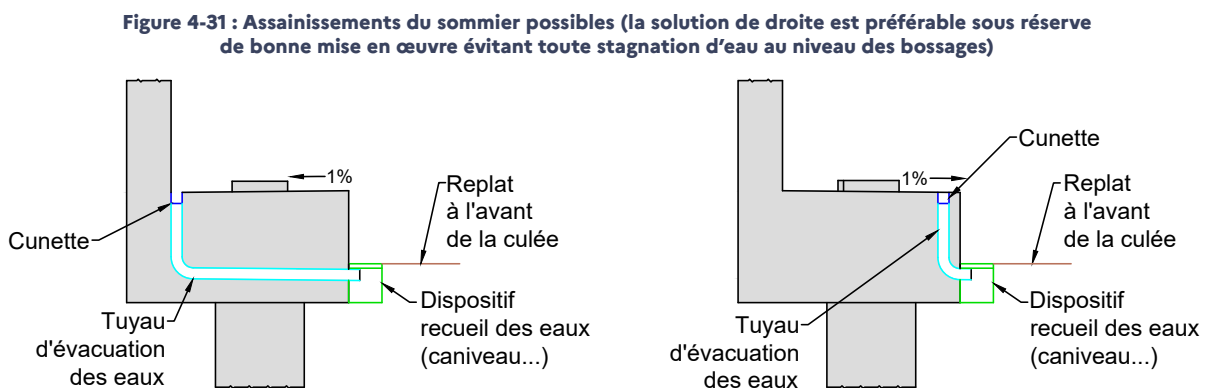 Figure 4-31 : Assainissements du sommier possibles (la solution de droite est préférable sous réserve
de bonne mise en œuvre évitant toute stagnation d’eau au niveau des bossages)
1%
Replat
à l'avant
de la culée
Cunette
Dispositif
recueil des eaux
(caniveau...)
Tuyau
d'évacuation
des eaux
Cunette
1%
Replat
à l'avant
de la culée
Dispositif
recueil des eaux
(caniveau...)
Tuyau
d'évacuation
des eaux